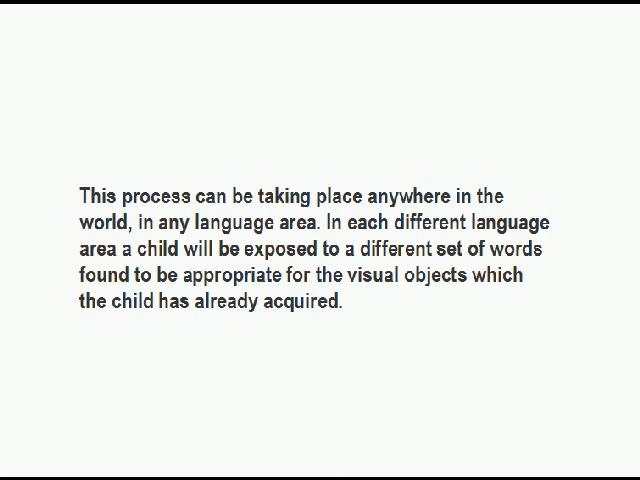 This process can be taking place anywhere in the
world, in any language area. In each different language
area a child will be exposed to a different set of words
found to be appropriate for the visual objects which
the child has already acquired.